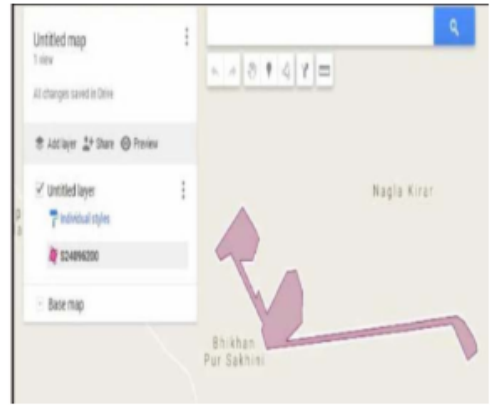 Untitled map
1 view
All changes saved in Drive
Add layer Share Preview
Untitled layer
Individual styles
524896200
Base map
Nagla Kirar
Bhikhan
Pur Sakhini